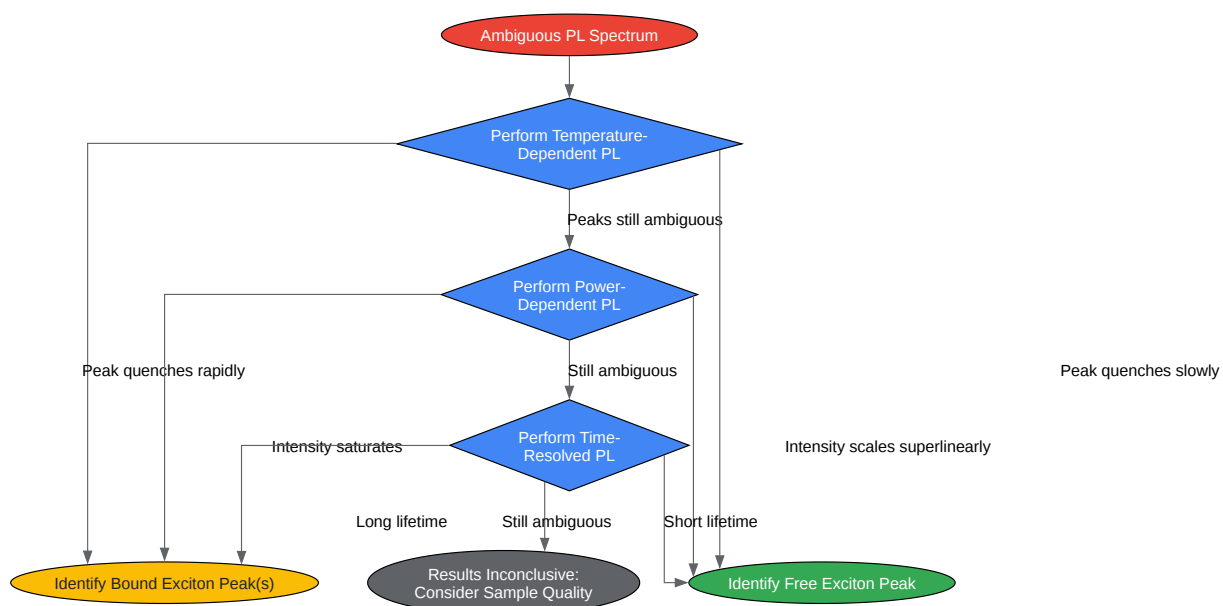 Ambiguous PL Spectrum
Perform Temperature-
Dependent PL
Peaks still ambiguous
Perform Power-
Dependent PL
Peak quenches rapidly
Still ambiguous
Peak quenches slowly
Intensity saturates
Perform Time-
Resolved PL
Intensity scales superlinearly
Long lifetime
Still ambiguous
Short lifetime
Identify Bound Exciton Peak(s)
Results Inconclusive:
Consider Sample Quality
Identify Free Exciton Peak